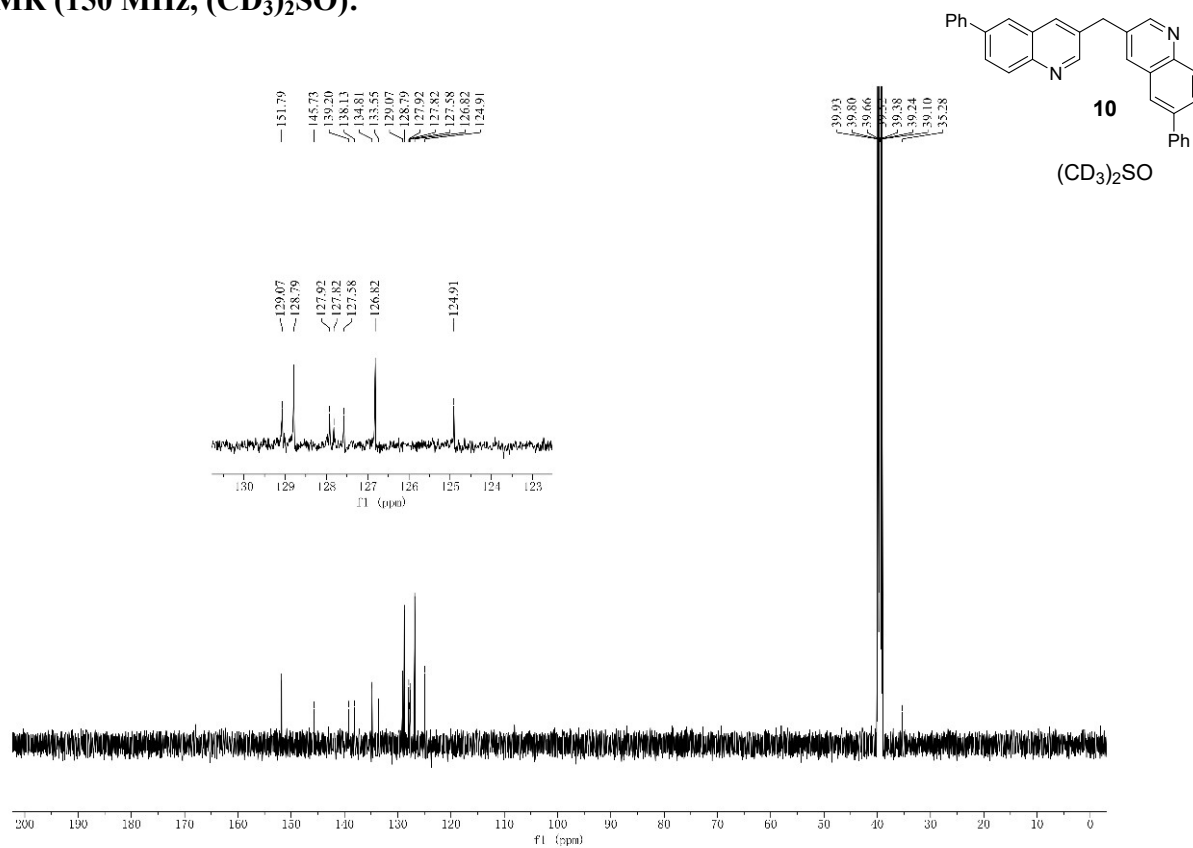 MR (150 MHz, (CD3)2SO):
Ph
N
N
10
Ph
(CD3)2SO
151.79
145.73
139.20
138.13
134.81
133.55
129.07
128.79
127.92
127.82
127.58
126.82
124.91
39.93
39.80
39.66
39.52
39.38
39.24
39.10
35.28
129.07
128.79
127.92
127.82
127.58
126.82
124.91
130 129 128 127 126 125 124 123
f1 (ppm)
200 190 180 170 160 150 140 130 120 110 100 90 80 70 60 50 40 30 20 10 0
f1 (ppm)